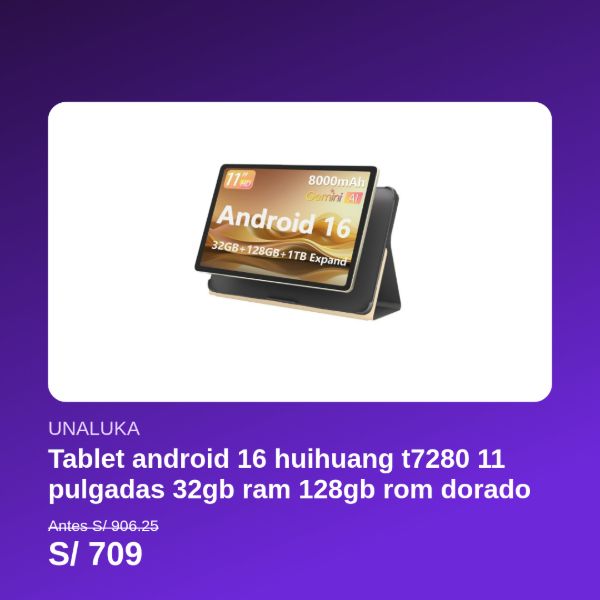 11" HD
8000mAh
Gemini AI
Android 16
32GB+128GB+1TB Expand
UNALUKA
Tablet android 16 huihuang t7280 11
pulgadas 32gb ram 128gb rom dorado
Antes S/ 906.25
S/ 709